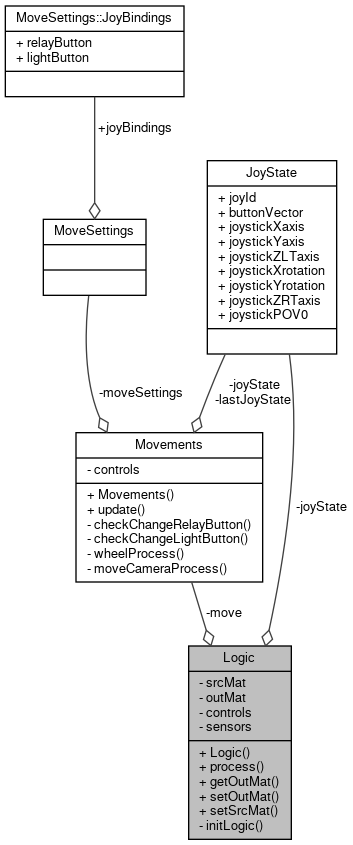 MoveSettings::JoyBindings
+ relayButton
+ lightButton
+joyBindings
MoveSettings
JoyState
+ joyId
+ buttonVector
+ joystickXaxis
+ joystickYaxis
+ joystickZLTaxis
+ joystickXrotation
+ joystickYrotation
+ joystickZRTaxis
+ joystickPOV0
-moveSettings
-joyState
-lastJoyState
Movements
- controls
+ Movements()
+ update()
- checkChangeRelayButton()
- checkChangeLightButton()
- wheelProcess()
- moveCameraProcess()
-joyState
-move
Logic
- srcMat
- outMat
- controls
- sensors
+ Logic()
+ process()
+ getOutMat()
+ setOutMat()
+ setSrcMat()
- initLogic()